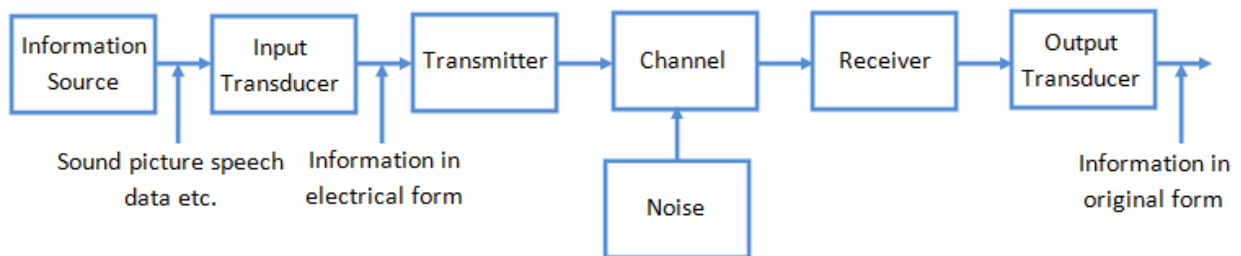 Information
Source
Input
Transducer
Transmitter
Channel
Receiver
Output
Transducer
Sound picture speech
data etc.
Information in
electrical form
Noise
Information in
original form